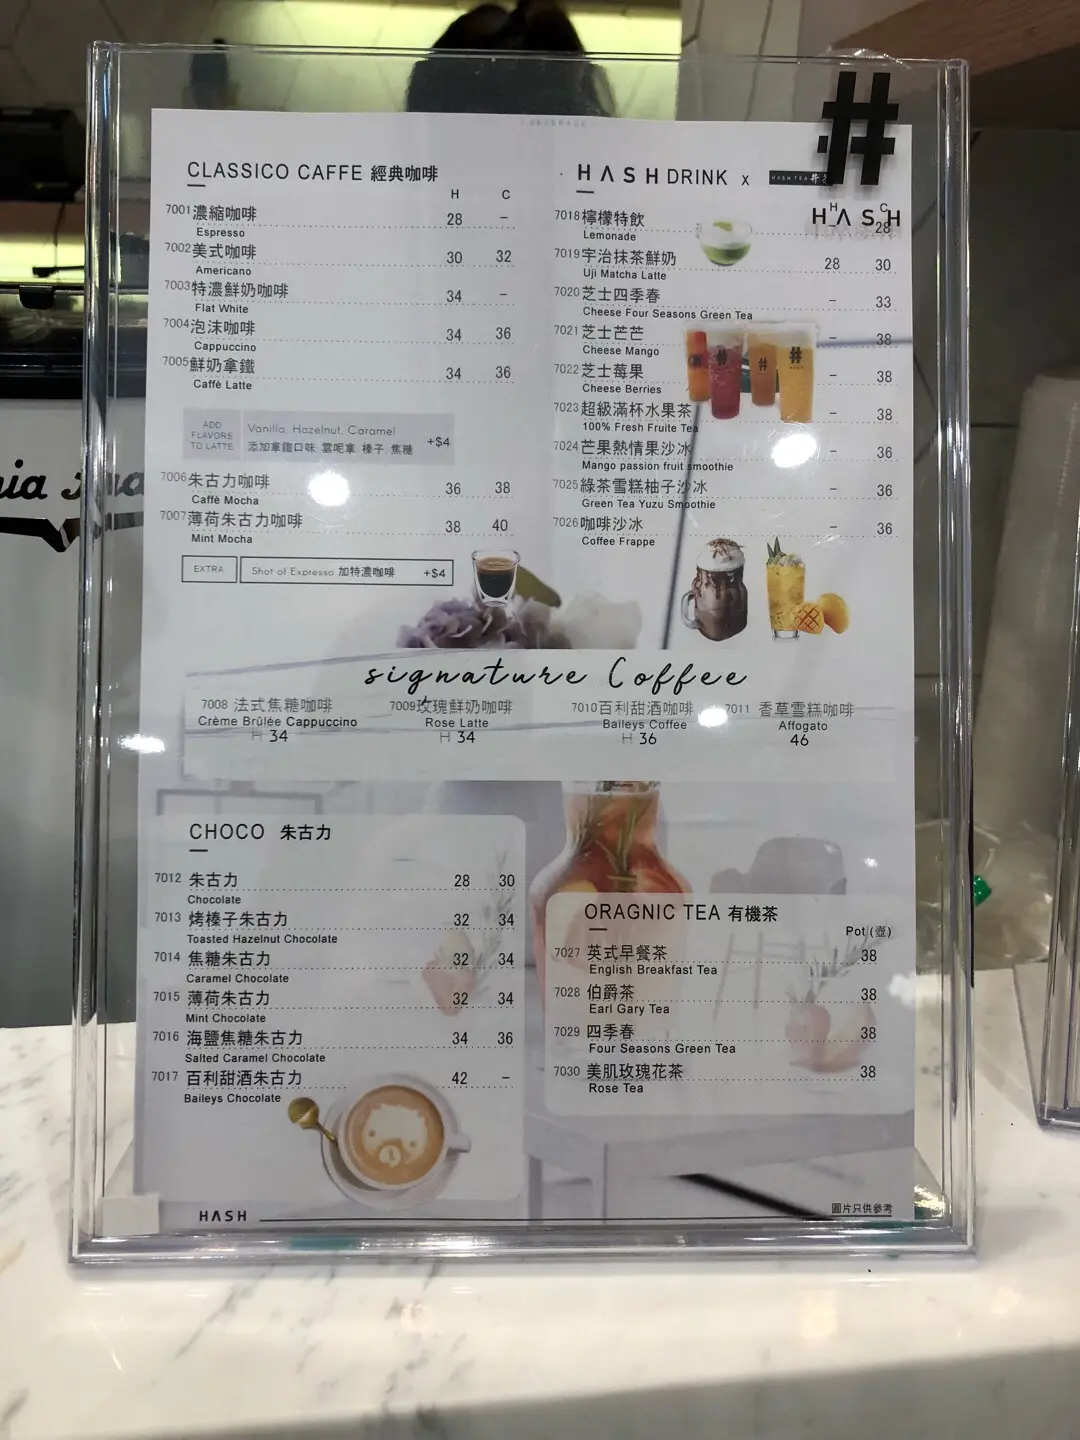 BEVERAGE
CLASSICO CAFFE 經典咖啡
H C
7001 濃縮咖啡 28 –
Espresso
7002 美式咖啡 30 32
Americano
7003 特濃鮮奶咖啡 34 –
Flat White
7004 泡沫咖啡 34 36
Cappuccino
7005 鮮奶拿鐵 34 36
Caffè Latte
ADD FLAVORS TO LATTE
Vanilla, Hazelnut, Caramel
添加拿鐵口味: 雲呢拿, 榛子, 焦糖 +$4
7006 朱古力咖啡 36 38
Caffè Mocha
7007 薄荷朱古力咖啡 38 40
Mint Mocha
EXTRA Shot of Expresso 加特濃咖啡 +$4
HASH DRINK x HASH TEA
HASH
H C
7018 檸檬特飲 28
Lemonade
7019 宇治抹茶鮮奶 28 30
Uji Matcha Latte
7020 芝士四季春 – 33
Cheese Four Seasons Green Tea
7021 芝士芒芒 – 38
Cheese Mango
7022 芝士莓果 – 38
Cheese Berries
7023 超級滿杯水果茶 – 38
100% Fresh Fruite Tea
7024 芒果熱情果沙冰 – 36
Mango passion fruit smoothie
7025 綠茶雪糕柚子沙冰 – 36
Green Tea Yuzu Smoothie
7026 咖啡沙冰 – 36
Coffee Frappe
signature Coffee
7008 法式焦糖咖啡
Crème Brûlée Cappuccino
H 34
7009 玫瑰鮮奶咖啡
Rose Latte
H 34
7010 百利甜酒咖啡
Baileys Coffee
H 36
7011 香草雪糕咖啡
Affogato
46
CHOCO 朱古力
7012 朱古力 28 30
Chocolate
7013 烤榛子朱古力 32 34
Toasted Hazelnut Chocolate
7014 焦糖朱古力 32 34
Caramel Chocolate
7015 薄荷朱古力 32 34
Mint Chocolate
7016 海鹽焦糖朱古力 34 36
Salted Caramel Chocolate
7017 百利甜酒朱古力 42 –
Baileys Chocolate
ORAGNIC TEA 有機茶
Pot (壺)
7027 英式早餐茶 38
English Breakfast Tea
7028 伯爵茶 38
Earl Gary Tea
7029 四季春 38
Four Seasons Green Tea
7030 美肌玫瑰花茶 38
Rose Tea
HASH
圖片只供參考